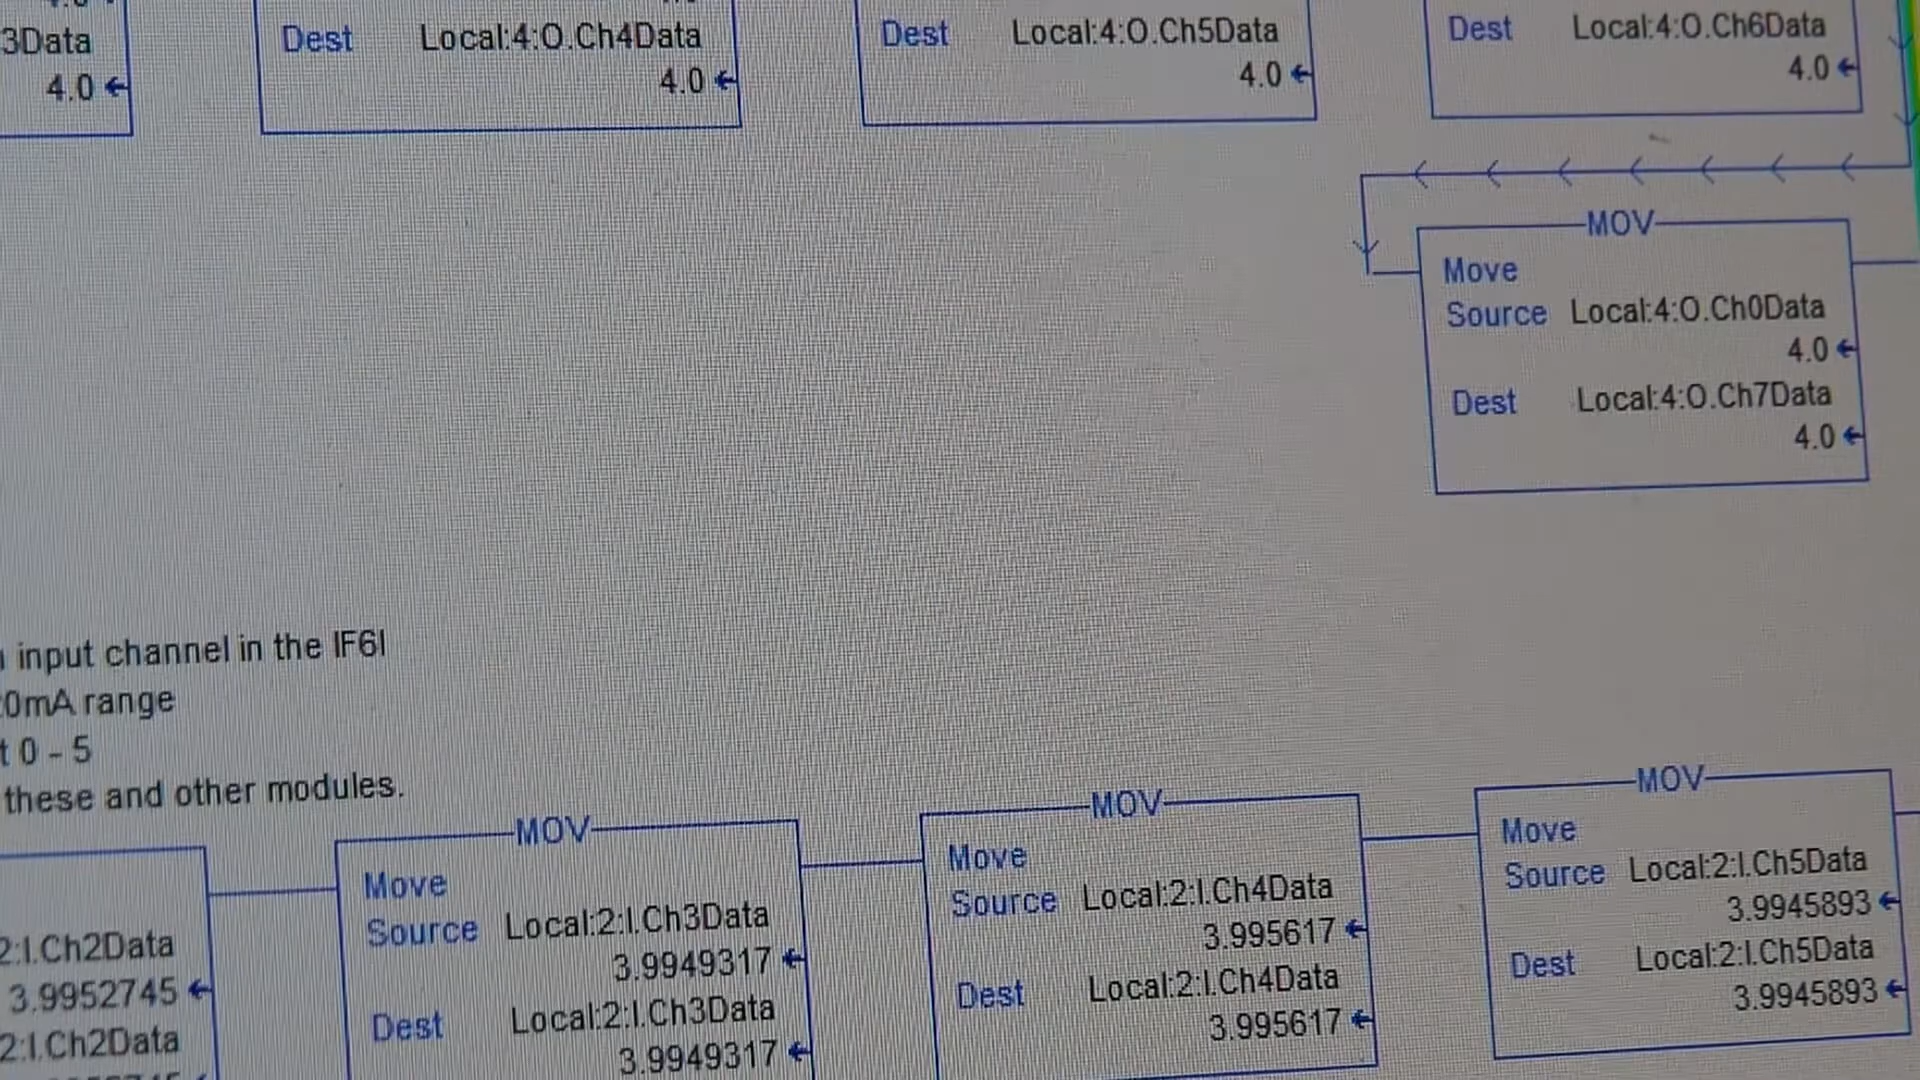 3Data
4.0
Dest Local:4:O.Ch4Data
4.0
Dest Local:4:O.Ch5Data
4.0
Dest Local:4:O.Ch6Data
4.0
MOV
Move
Source Local:4:O.Ch0Data
4.0
Dest Local:4:O.Ch7Data
4.0
input channel in the IF6I
0mA range
t 0 - 5
these and other modules.
2:I.Ch2Data
3.9952745
2:I.Ch2Data
MOV
Move
Source Local:2:I.Ch3Data
3.9949317
Dest Local:2:I.Ch3Data
3.9949317
MOV
Move
Source Local:2:I.Ch4Data
3.995617
Dest Local:2:I.Ch4Data
3.995617
MOV
Move
Source Local:2:I.Ch5Data
3.9945893
Dest Local:2:I.Ch5Data
3.9945893